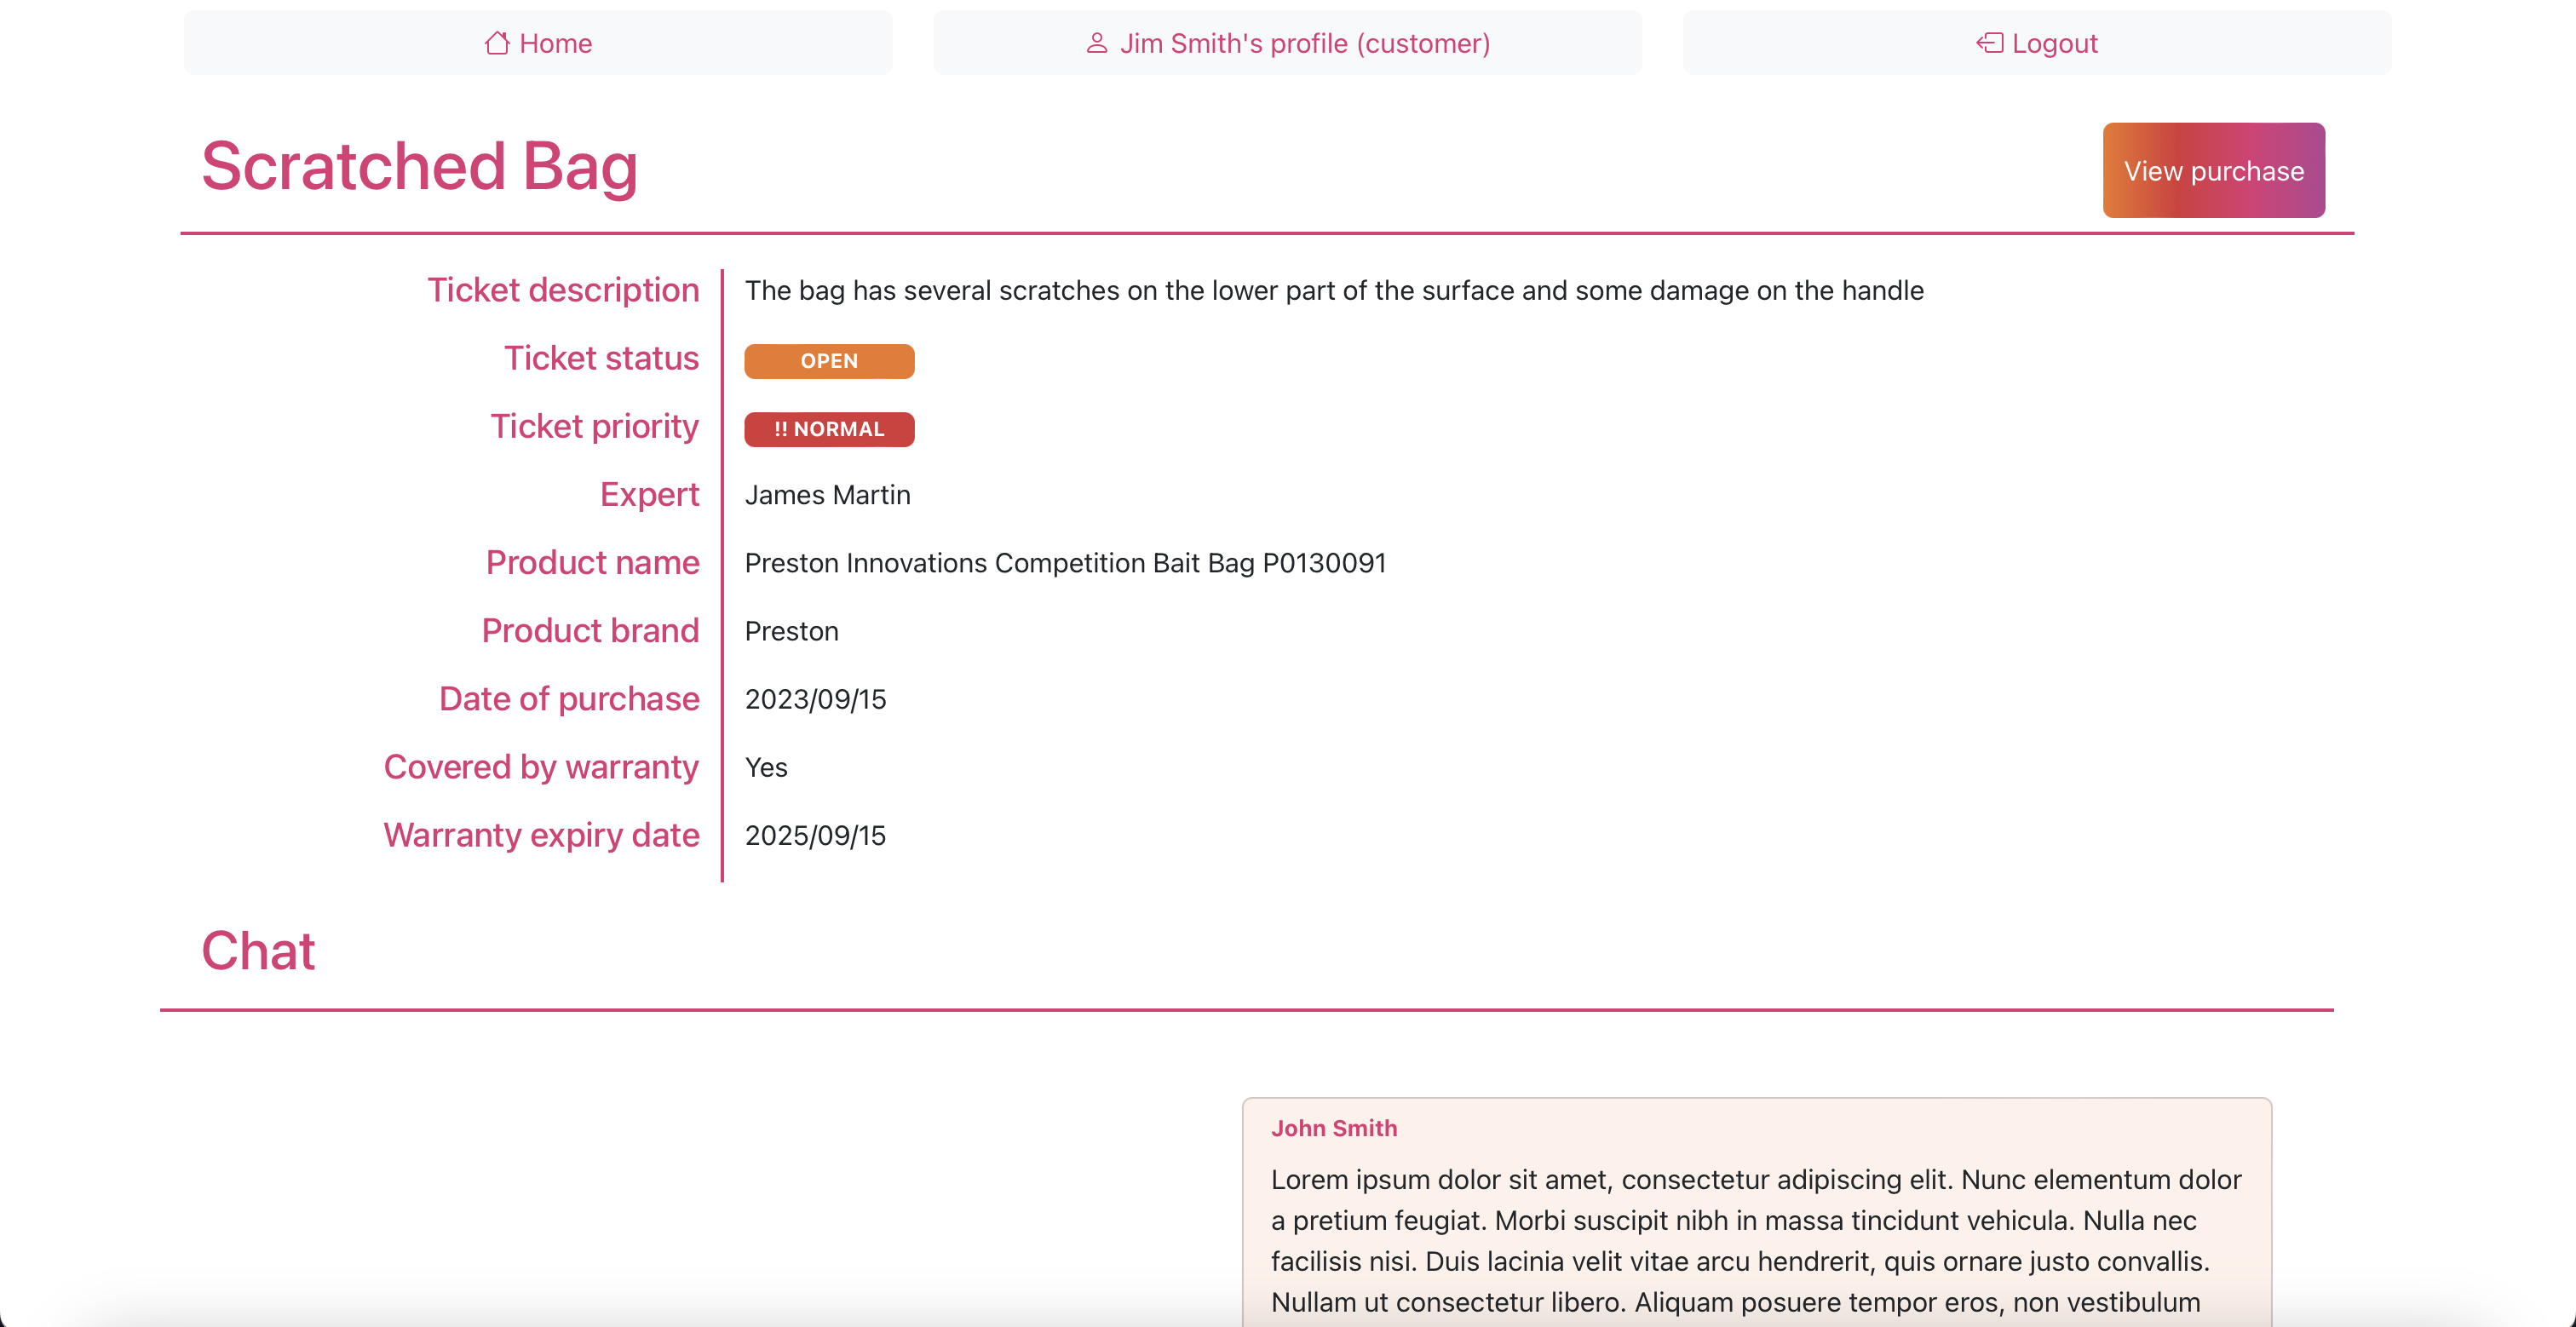 Home
Jim Smith's profile (customer)
Logout
Scratched Bag
View purchase
Ticket description
The bag has several scratches on the lower part of the surface and some damage on the handle
Ticket status
OPEN
Ticket priority
!! NORMAL
Expert
James Martin
Product name
Preston Innovations Competition Bait Bag P0130091
Product brand
Preston
Date of purchase
2023/09/15
Covered by warranty
Yes
Warranty expiry date
2025/09/15
Chat
John Smith
Lorem ipsum dolor sit amet, consectetur adipiscing elit. Nunc elementum dolor
a pretium feugiat. Morbi suscipit nibh in massa tincidunt vehicula. Nulla nec
facilisis nisi. Duis lacinia velit vitae arcu hendrerit, quis ornare justo convallis.
Nullam ut consectetur libero. Aliquam posuere tempor eros, non vestibulum